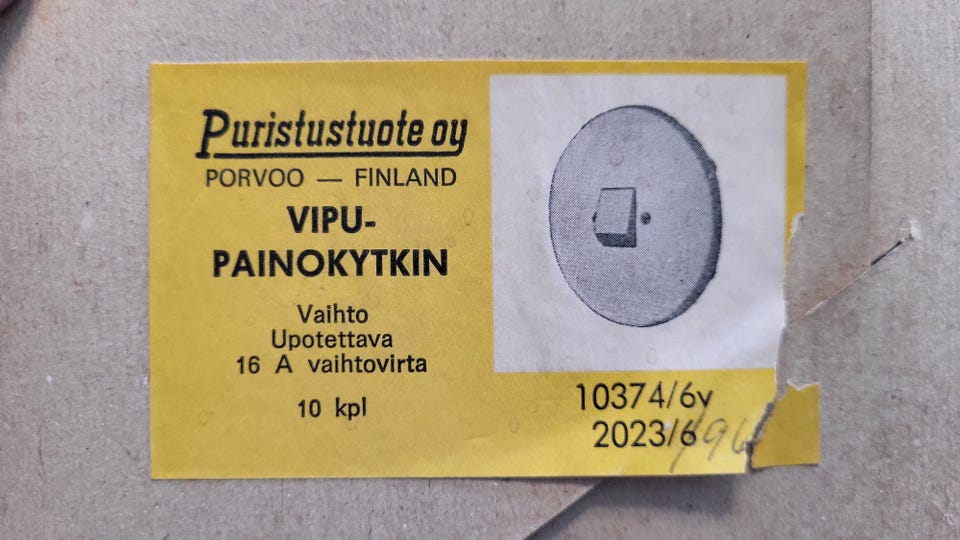 Puristustuote oy
PORVOO — FINLAND
VIPU-
PAINOKYTKIN
Vaihto
Upotettava
16 A vaihtovirta
10 kpl
10374/6v
2023/6